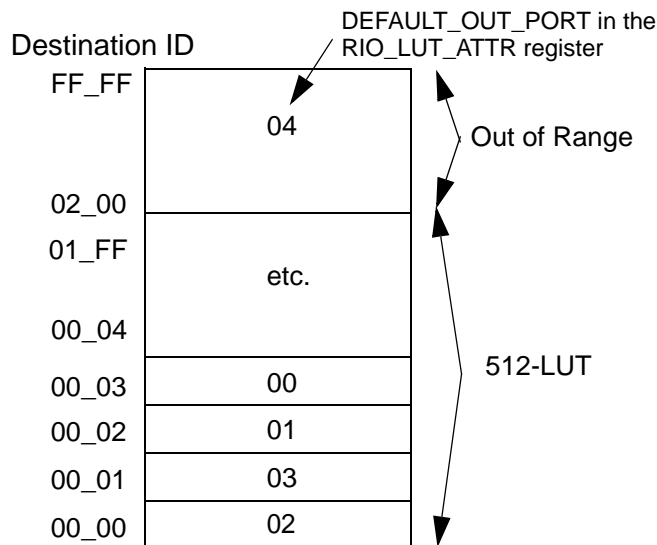 DEFAULT_OUT_PORT in the
RIO_LUT_ATTR register
Destination ID
FF_FF
04
Out of Range
02_00
01_FF
etc.
00_04
512-LUT
00_03
00
00_02
01
00_01
03
00_00
02